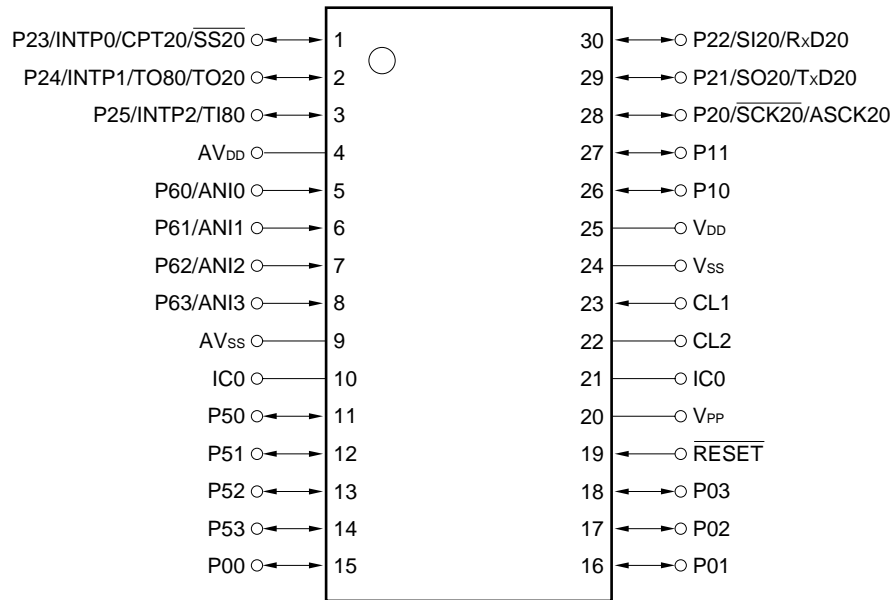 P23/INTP0/CPT20/SS20 1 30 P22/SI20/RxD20
P24/INTP1/TO80/TO20 2 29 P21/SO20/TxD20
P25/INTP2/TI80 3 28 P20/SCK20/ASCK20
AVDD 4 27 P11
P60/ANI0 5 26 P10
P61/ANI1 6 25 VDD
P62/ANI2 7 24 VSS
P63/ANI3 8 23 CL1
AVSS 9 22 CL2
IC0 10 21 IC0
P50 11 20 VPP
P51 12 19 RESET
P52 13 18 P03
P53 14 17 P02
P00 15 16 P01